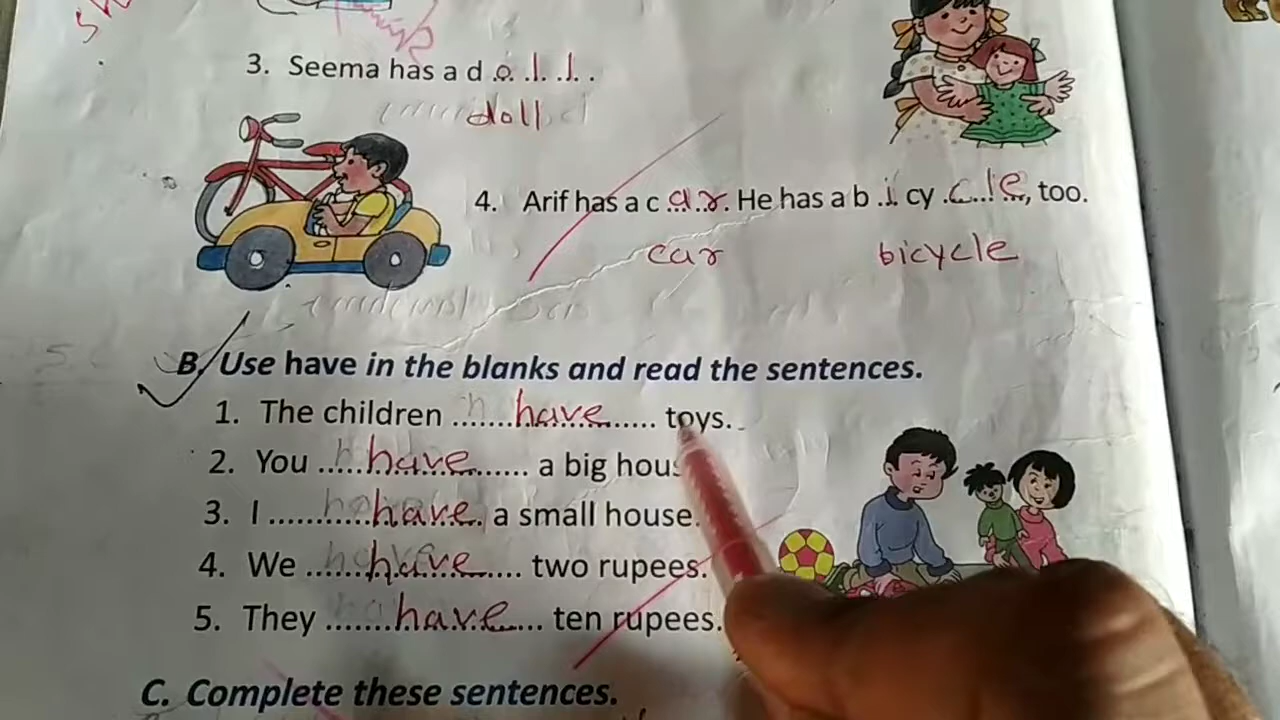 3. Seema has a d o l l .
doll
4. Arif has a c a r. He has a b i cy c le, too.
car bicycle
B. Use have in the blanks and read the sentences.
1. The children .......have....... toys.
2. You .....have....... a big hous
3. I ............have. a small house.
4. We ......have....... two rupees.
5. They .......have....... ten rupees.
C. Complete these sentences.